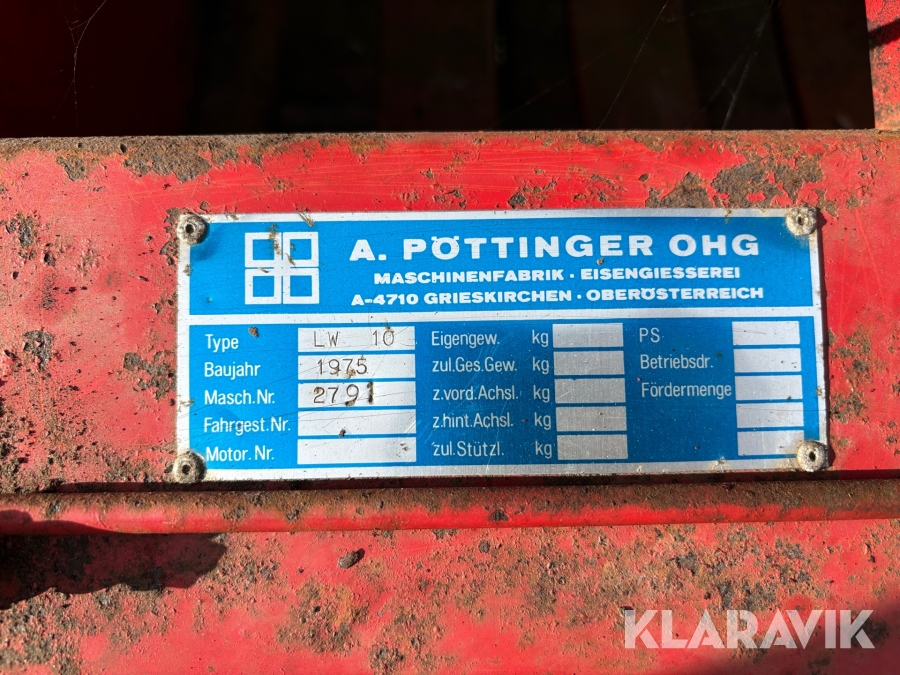 A. PÖTTINGER OHG
MASCHINENFABRIK · EISENGIESSEREI
A-4710 GRIESKIRCHEN · OBERÖSTERREICH
Type LW 10 Eigengew. kg PS
Baujahr 1975 zul.Ges.Gew. kg Betriebsdr.
Masch.Nr. 2791 z.vord.Achsl. kg Fördermenge
Fahrgest.Nr. z.hint.Achsl. kg
Motor.Nr. zul.Stützl. kg
KLARAVIK